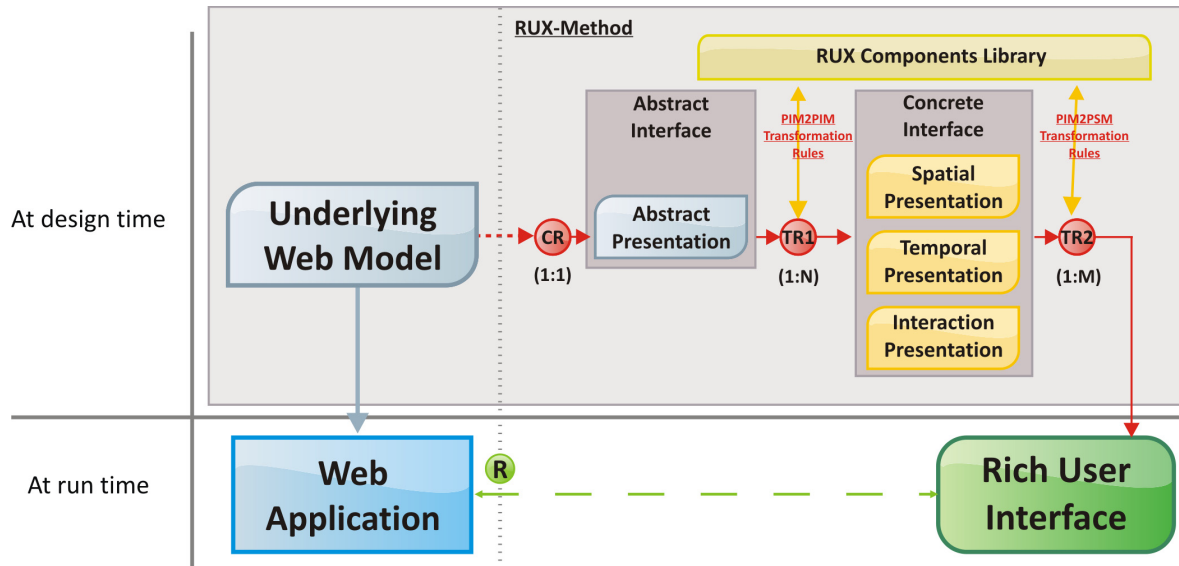 RUX-Method
RUX Components Library
Abstract
Interface
PIM2PIM
Transformation
Rules
Concrete
Interface
PIM2PSM
Transformation
Rules
At design time
Underlying
Web Model
CR
(1:1)
Abstract
Presentation
TR1
(1:N)
Spatial
Presentation
Temporal
Presentation
Interaction
Presentation
TR2
(1:M)
At run time
Web
Application
R
Rich User
Interface